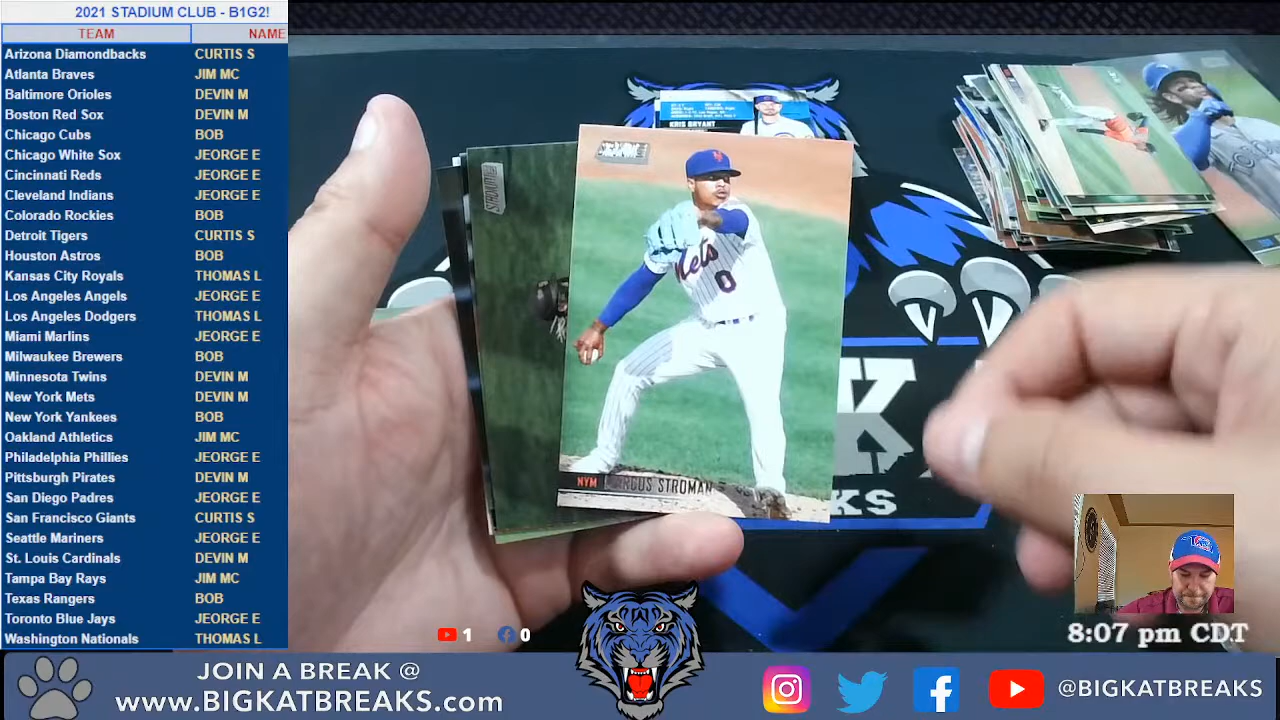 2021 STADIUM CLUB - B1G2!
TEAM NAME
Arizona Diamondbacks CURTIS S
Atlanta Braves JIM MC
Baltimore Orioles DEVIN M
Boston Red Sox DEVIN M
Chicago Cubs BOB
Chicago White Sox JEORGE E
Cincinnati Reds JEORGE E
Cleveland Indians JEORGE E
Colorado Rockies BOB
Detroit Tigers CURTIS S
Houston Astros BOB
Kansas City Royals THOMAS L
Los Angeles Angels JEORGE E
Los Angeles Dodgers THOMAS L
Miami Marlins JEORGE E
Milwaukee Brewers BOB
Minnesota Twins DEVIN M
New York Mets DEVIN M
New York Yankees BOB
Oakland Athletics JIM MC
Philadelphia Phillies JEORGE E
Pittsburgh Pirates DEVIN M
San Diego Padres JEORGE E
San Francisco Giants CURTIS S
Seattle Mariners JEORGE E
St. Louis Cardinals DEVIN M
Tampa Bay Rays JIM MC
Texas Rangers BOB
Toronto Blue Jays JEORGE E
Washington Nationals THOMAS L
KRIS BRYANT
Mets
0
NYM STROMAN
K
KS
1 0
8:07 pm CDT
JOIN A BREAK @
www.BIGKATBREAKS.com
@BIGKATBREAKS